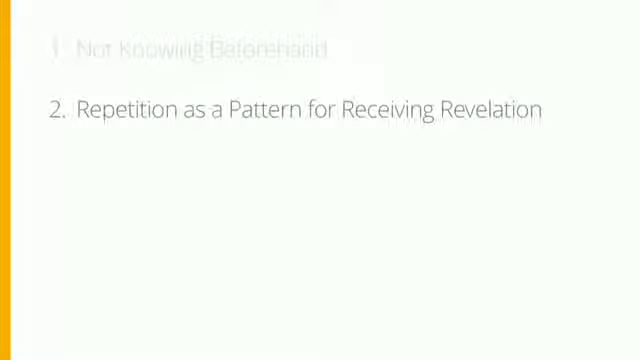 1. Not Knowing Beforehand
2. Repetition as a Pattern for Receiving Revelation